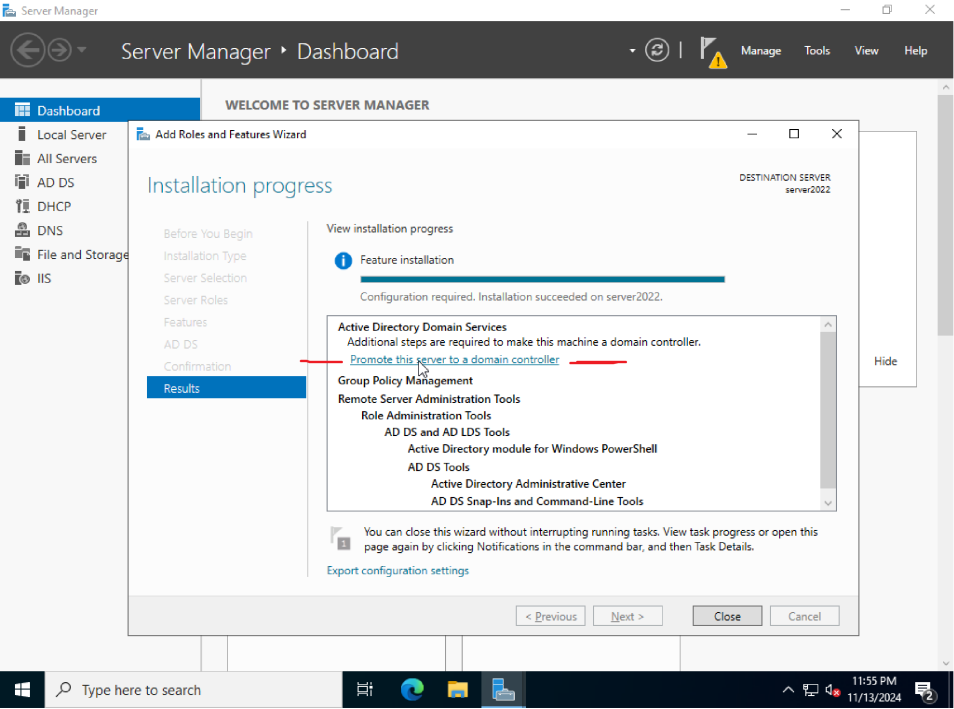 Server Manager
Server Manager ‣ Dashboard
Manage Tools View Help
Dashboard
Local Server
All Servers
AD DS
DHCP
DNS
File and Storage
IIS
WELCOME TO SERVER MANAGER
Add Roles and Features Wizard
Installation progress
DESTINATION SERVER
server2022
Before You Begin
Installation Type
Server Selection
Server Roles
Features
AD DS
Confirmation
Results
View installation progress
Feature installation
Configuration required. Installation succeeded on server2022.
Active Directory Domain Services
Additional steps are required to make this machine a domain controller.
Promote this server to a domain controller
Group Policy Management
Remote Server Administration Tools
Role Administration Tools
AD DS and AD LDS Tools
Active Directory module for Windows PowerShell
AD DS Tools
Active Directory Administrative Center
AD DS Snap-Ins and Command-Line Tools
1
You can close this wizard without interrupting running tasks. View task progress or open this
page again by clicking Notifications in the command bar, and then Task Details.
Export configuration settings
< Previous Next > Close Cancel
Hide
Type here to search
11:55 PM
11/13/2024
2